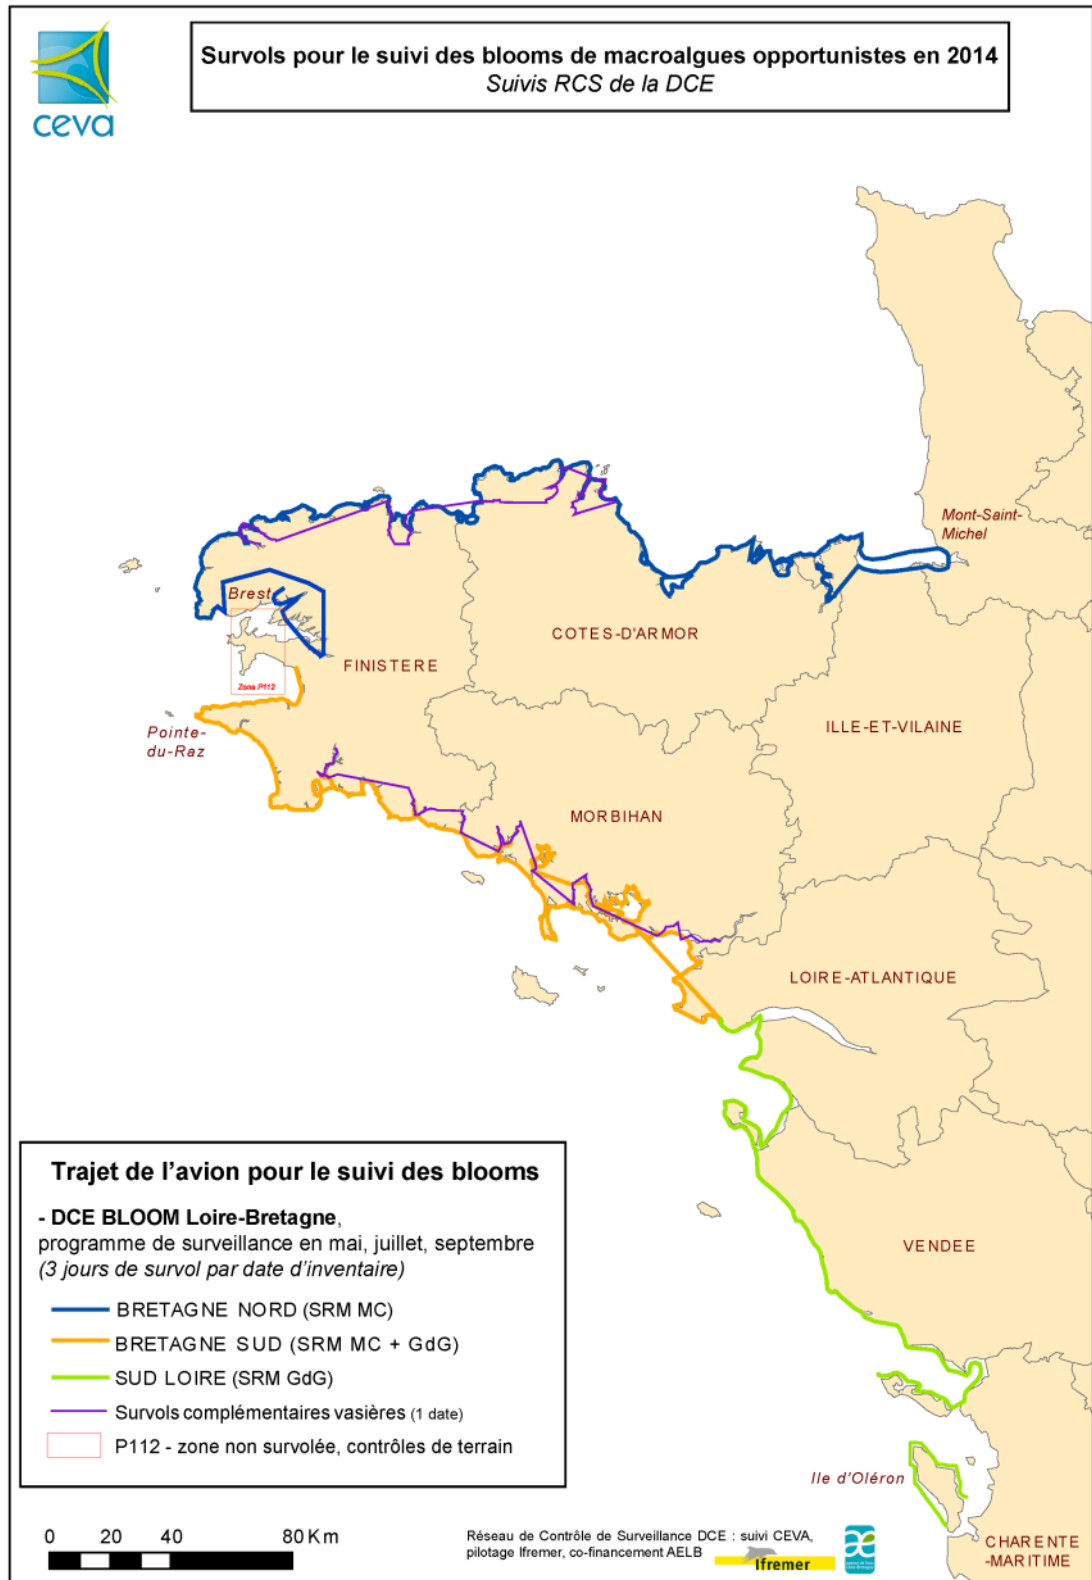 ceva
Survols pour le suivi des blooms de macroalgues opportunistes en 2014
Suivis RCS de la DCE
Mont-Saint-
Michel
Brest
COTES-D'ARMOR
FINISTERE
Zone P112
ILLE-ET-VILAINE
Pointe-
du-Raz
MORBIHAN
LOIRE-ATLANTIQUE
VENDEE
Ile d'Oléron
CHARENTE
-MARITIME
Trajet de l'avion pour le suivi des blooms
- DCE BLOOM Loire-Bretagne,
programme de surveillance en mai, juillet, septembre
(3 jours de survol par date d'inventaire)
BRETAGNE NORD (SRM MC)
BRETAGNE SUD (SRM MC + GdG)
SUD LOIRE (SRM GdG)
Survols complémentaires vasières (1 date)
P112 - zone non survolée, contrôles de terrain
0 20 40 80 Km
Réseau de Contrôle de Surveillance DCE : suivi CEVA,
pilotage Ifremer, co-financement AELB
Ifremer